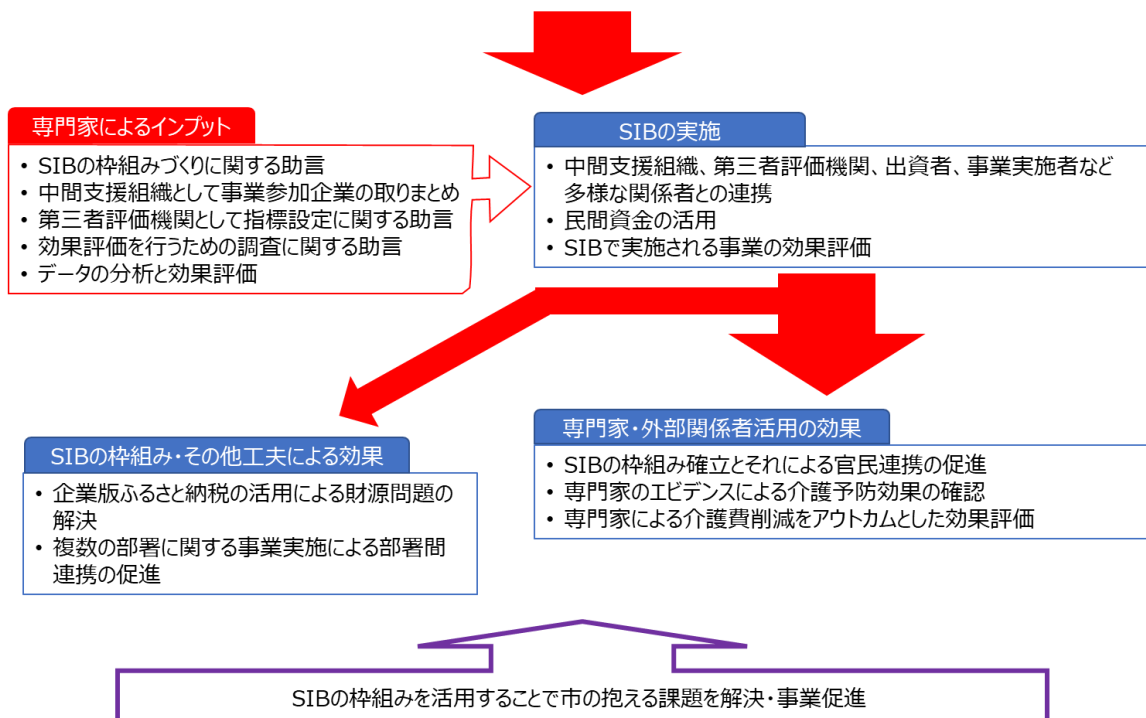 専門家によるインプット
• SIBの枠組みづくりに関する助言
• 中間支援組織として事業参加企業の取りまとめ
• 第三者評価機関として指標設定に関する助言
• 効果評価を行うための調査に関する助言
• データの分析と効果評価
SIBの実施
• 中間支援組織、第三者評価機関、出資者、事業実施者など
多様な関係者との連携
• 民間資金の活用
• SIBで実施される事業の効果評価
SIBの枠組み・その他工夫による効果
• 企業版ふるさと納税の活用による財源問題の
解決
• 複数の部署に関する事業実施による部署間
連携の促進
専門家・外部関係者活用の効果
• SIBの枠組み確立とそれによる官民連携の促進
• 専門家のエビデンスによる介護予防効果の確認
• 専門家による介護費削減をアウトカムとした効果評価
SIBの枠組みを活用することで市の抱える課題を解決・事業促進